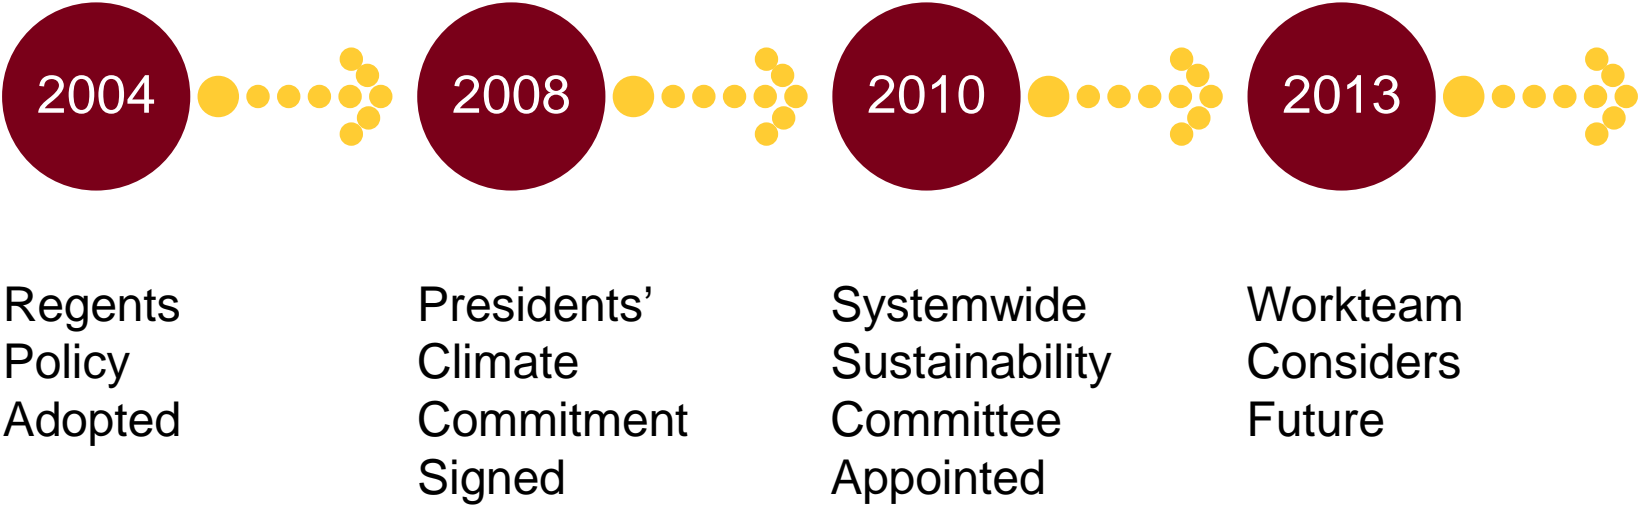 2004
2008
2010
2013
Regents
Policy
Adopted
Presidents’
Climate
Commitment
Signed
Systemwide
Sustainability
Committee
Appointed
Workteam
Considers
Future